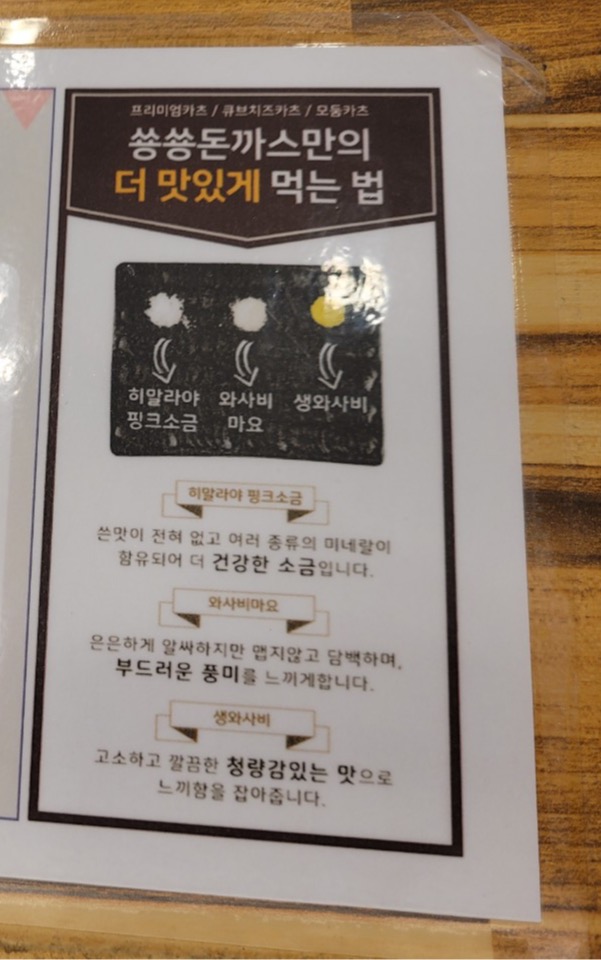 프리미엄카츠 / 큐브치즈카츠 / 모둠카츠
쏭쏭돈까스만의
더 맛있게 먹는 법
히말라야
핑크소금
와사비
마요
생와사비
히말라야 핑크소금
쓴맛이 전혀 없고 여러 종류의 미네랄이
함유되어 더 건강한 소금입니다.
와사비마요
은은하게 알싸하지만 맵지않고 담백하며,
부드러운 풍미를 느끼게합니다.
생와사비
고소하고 깔끔한 청량감있는 맛으로
느끼함을 잡아줍니다.